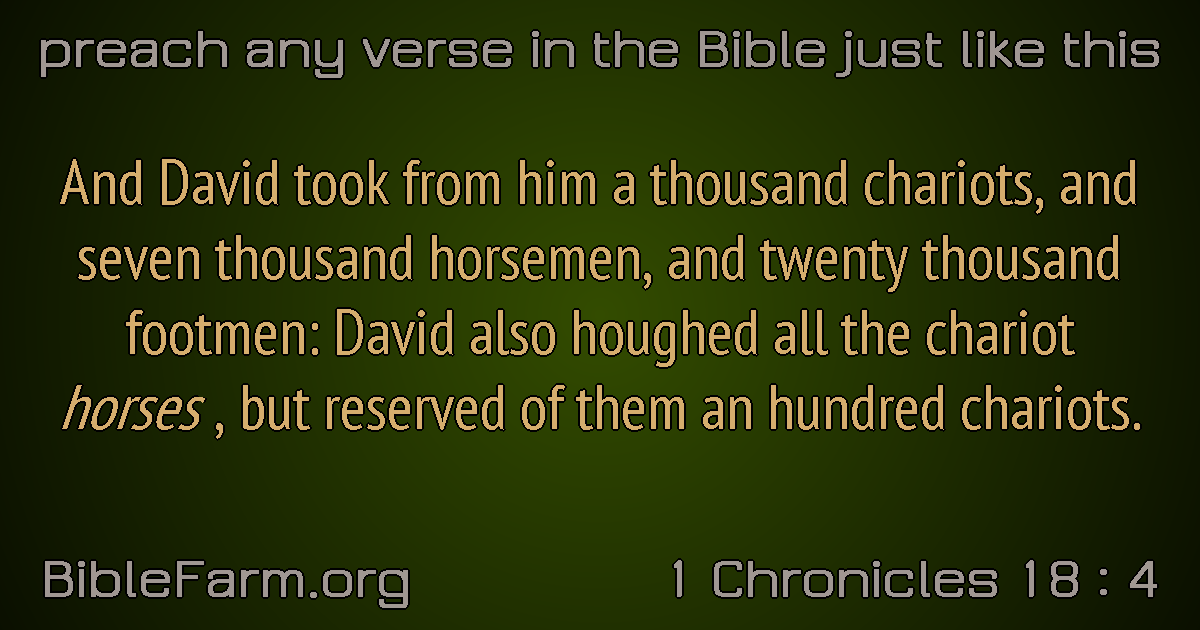 preach any verse in the Bible just like this
And David took from him a thousand chariots, and
seven thousand horsemen, and twenty thousand
footmen: David also houghed all the chariot
horses , but reserved of them an hundred chariots.
BibleFarm.org
1 Chronicles 18 : 4